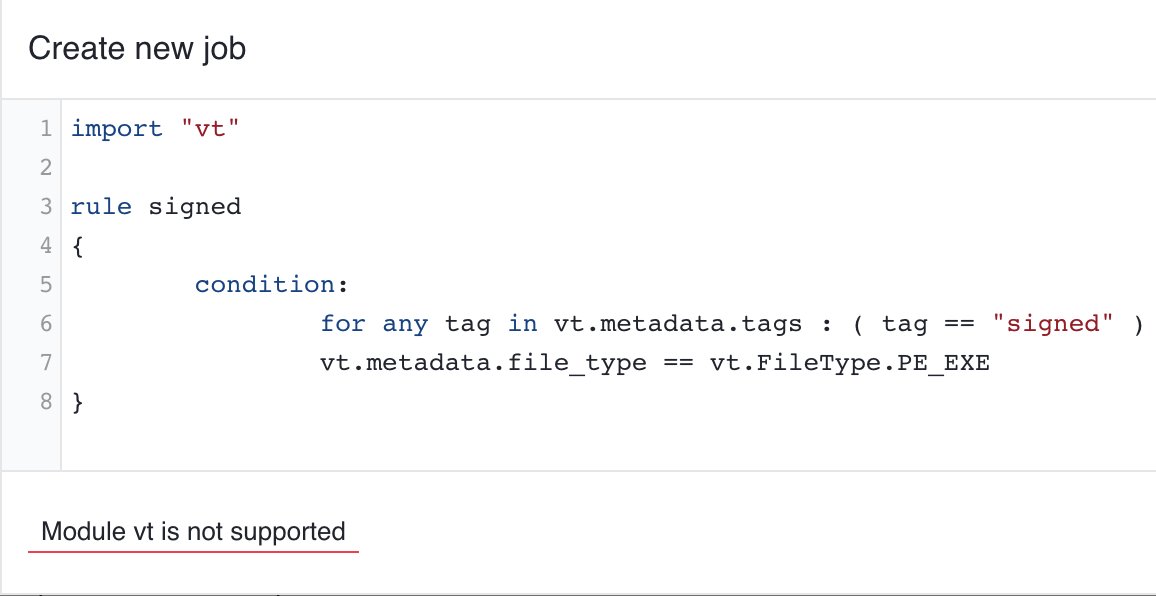 Create new job
1 import "vt"
2
3 rule signed
4 {
5 condition:
6 for any tag in vt.metadata.tags : ( tag == "signed" )
7 vt.metadata.file_type == vt.FileType.PE_EXE
8 }
Module vt is not supported